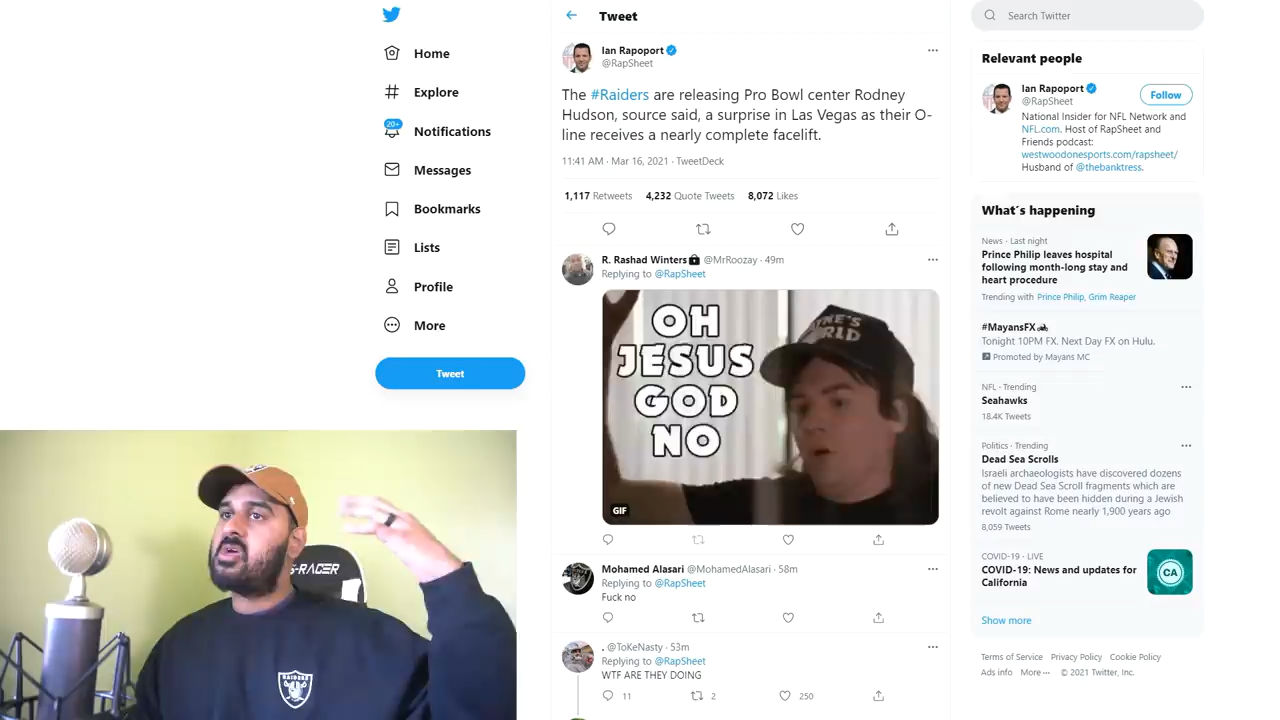 Home
Explore
20+
Notifications
Messages
Bookmarks
Lists
Profile
More
Tweet
Tweet
Ian Rapoport
@RapSheet
The #Raiders are releasing Pro Bowl center Rodney
Hudson, source said, a surprise in Las Vegas as their O-
line receives a nearly complete facelift.
11:41 AM · Mar 16, 2021 · TweetDeck
1,117 Retweets 4,232 Quote Tweets 8,072 Likes
R. Rashad Winters @MrRoozay · 49m
Replying to @RapSheet
OH
JESUS
GOD
NO
WAYNE'S
WORLD
GIF
Mohamed Alasari @MohamedAlasari · 58m
Replying to @RapSheet
Fuck no
. @ToKeNasty · 53m
Replying to @RapSheet
WTF ARE THEY DOING
11 2 250
Search Twitter
Relevant people
Ian Rapoport
@RapSheet
Follow
National Insider for NFL Network and
NFL.com. Host of RapSheet and
Friends podcast:
westwoodonesports.com/rapsheet/
Husband of @thebanktress.
What´s happening
News · Last night
Prince Philip leaves hospital
following month-long stay and
heart procedure
Trending with Prince Philip, Grim Reaper
#MayansFX
Tonight 10PM FX. Next Day FX on Hulu.
Promoted by Mayans MC
NFL · Trending
Seahawks
18.4K Tweets
Politics · Trending
Dead Sea Scrolls
Israeli archaeologists have discovered dozens
of new Dead Sea Scroll fragments which are
believed to have been hidden during a Jewish
revolt against Rome nearly 1,900 years ago
8,059 Tweets
COVID-19 · LIVE
COVID-19: News and updates for
California
CA
Show more
Terms of Service Privacy Policy Cookie Policy
Ads info More © 2021 Twitter, Inc.
S-RACER
RAIDERS